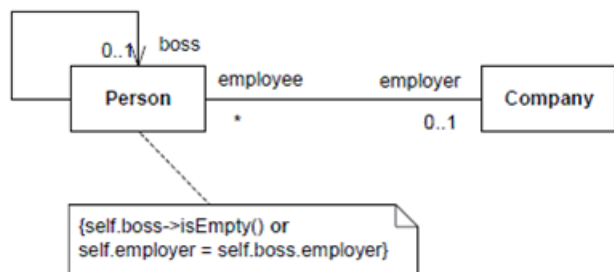 0..1 boss
Person
employee
employer
Company
*
0..1
{self.boss->isEmpty() or
self.employer = self.boss.employer}